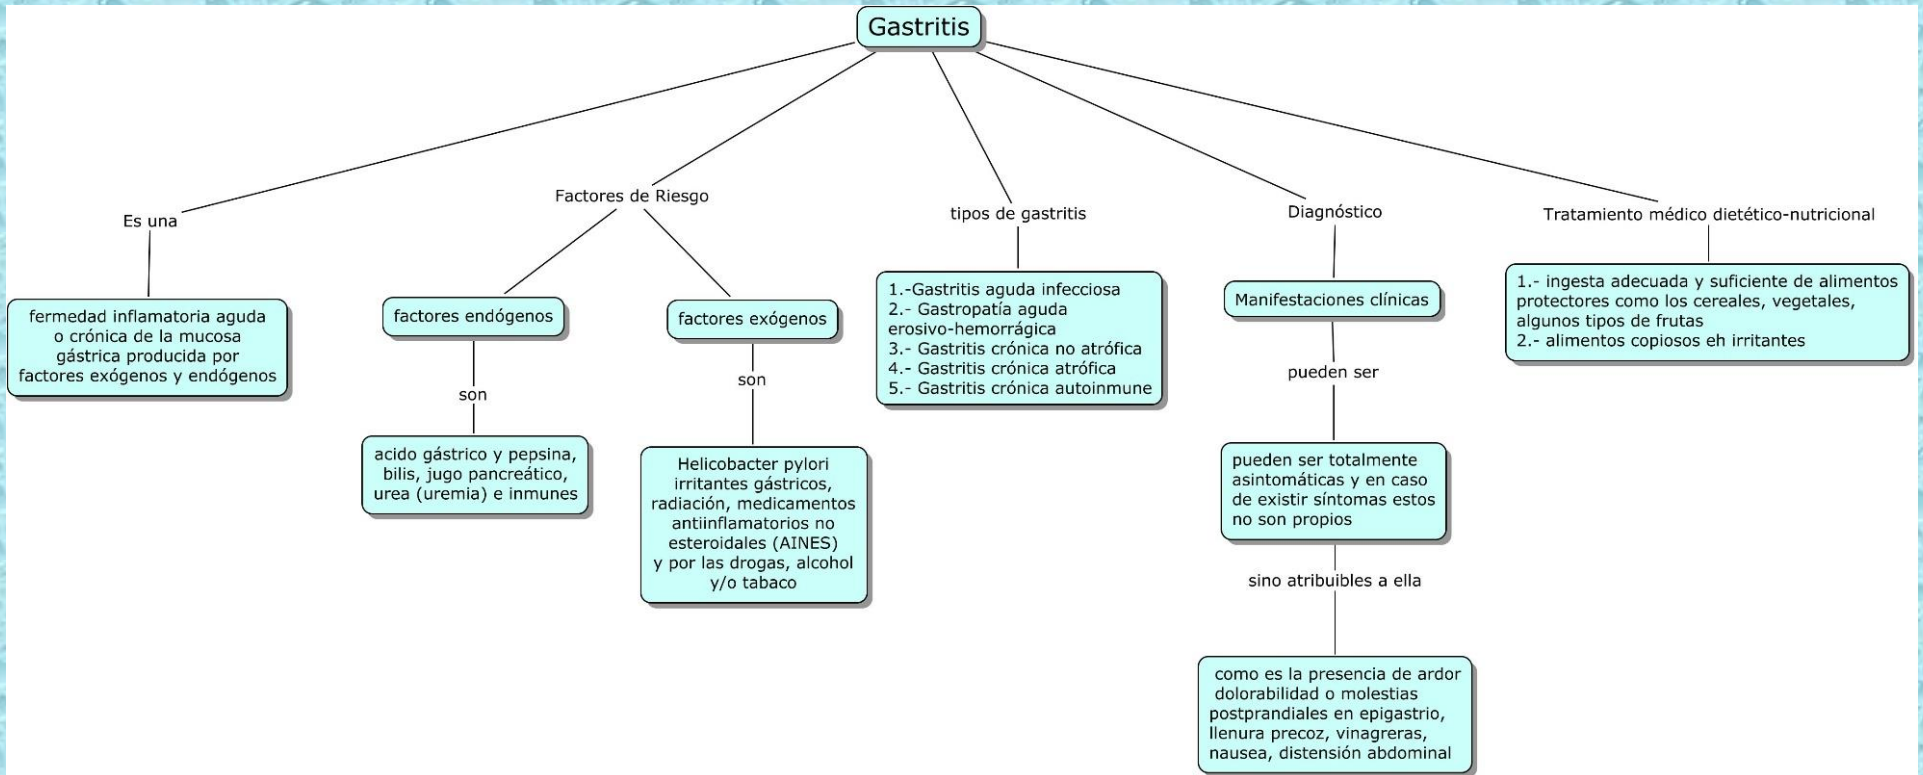 Gastritis
Es una
fermedad inflamatoria aguda
o crónica de la mucosa
gástrica producida por
factores exógenos y endógenos
Factores de Riesgo
factores endógenos
son
acido gástrico y pepsina,
bilis, jugo pancreático,
urea (uremia) e inmunes
factores exógenos
son
Helicobacter pylori
irritantes gástricos,
radiación, medicamentos
antiinflamatorios no
esteroidales (AINES)
y por las drogas, alcohol
y/o tabaco
tipos de gastritis
1.-Gastritis aguda infecciosa
2.- Gastropatía aguda
erosivo-hemorrágica
3.- Gastritis crónica no atrófica
4.- Gastritis crónica atrófica
5.- Gastritis crónica autoinmune
Diagnóstico
Manifestaciones clínicas
pueden ser
pueden ser totalmente
asintomáticas y en caso
de existir síntomas estos
no son propios
sino atribuibles a ella
como es la presencia de ardor
dolorabilidad o molestias
postprandiales en epigastrio,
llenura precoz, vinagreras,
nausea, distensión abdominal
Tratamiento médico dietético-nutricional
1.- ingesta adecuada y suficiente de alimentos
protectores como los cereales, vegetales,
algunos tipos de frutas
2.- alimentos copiosos eh irritantes